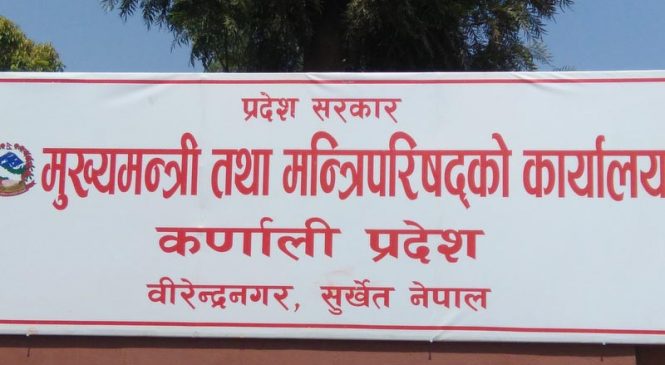 प्रदेश सरकार
मुख्यमन्त्री तथा मन्त्रिपरिषद्को कार्यालय
कर्णाली प्रदेश
वीरेन्द्रनगर, सुर्खेत नेपाल